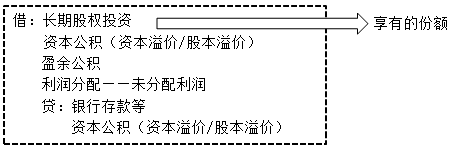 借：长期股权投资 享有的份额
资本公积（资本溢价/股本溢价）
盈余公积
利润分配——未分配利润
贷：银行存款等
资本公积（资本溢价/股本溢价）